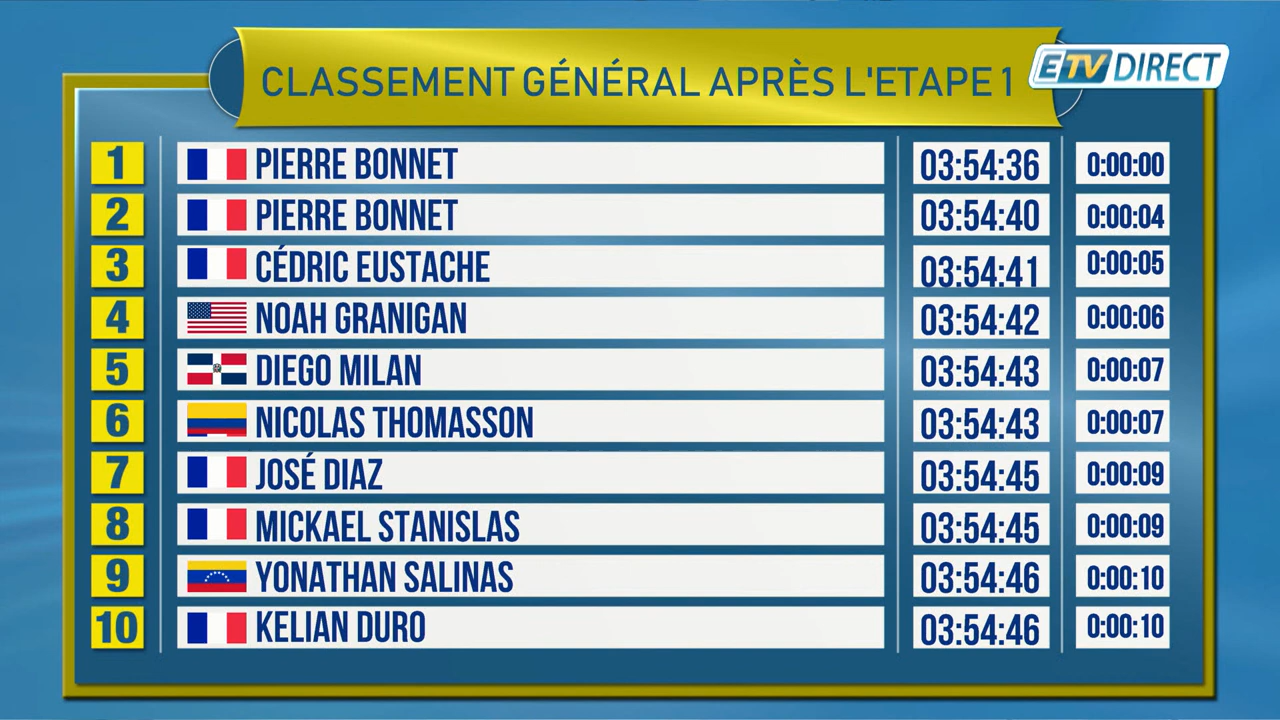 CLASSEMENT GÉNÉRAL APRÈS L'ETAPE 1
ETV DIRECT
1 PIERRE BONNET 03:54:36 0:00:00
2 PIERRE BONNET 03:54:40 0:00:04
3 CÉDRIC EUSTACHE 03:54:41 0:00:05
4 NOAH GRANIGAN 03:54:42 0:00:06
5 DIEGO MILAN 03:54:43 0:00:07
6 NICOLAS THOMASSON 03:54:43 0:00:07
7 JOSÉ DIAZ 03:54:45 0:00:09
8 MICKAEL STANISLAS 03:54:45 0:00:09
9 YONATHAN SALINAS 03:54:46 0:00:10
10 KELIAN DURO 03:54:46 0:00:10